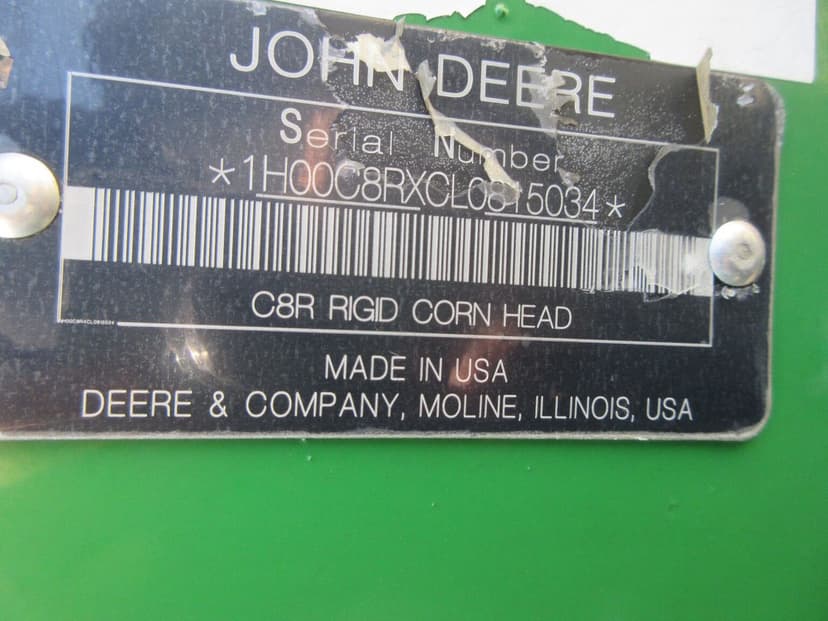 JOHN DEERE
Serial Number
*1H00C8RXCL0815034*
C8R RIGID CORN HEAD
MADE IN USA
DEERE & COMPANY, MOLINE, ILLINOIS, USA